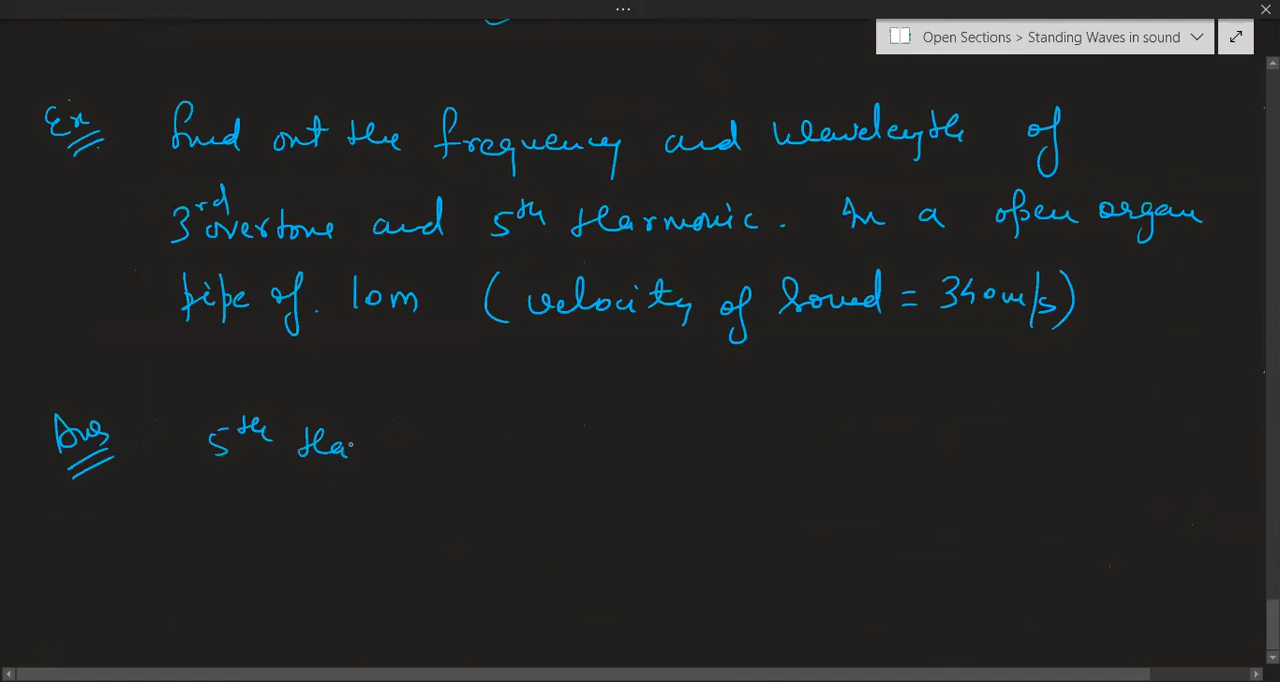 ...
Open Sections > Standing Waves in sound
Ex find out the frequency and Wavelength of
3rd overtone and 5th Harmonic. In a open organ
pipe of. 10m (velocity of Sound = 340m/s)
Ans 5th Ha